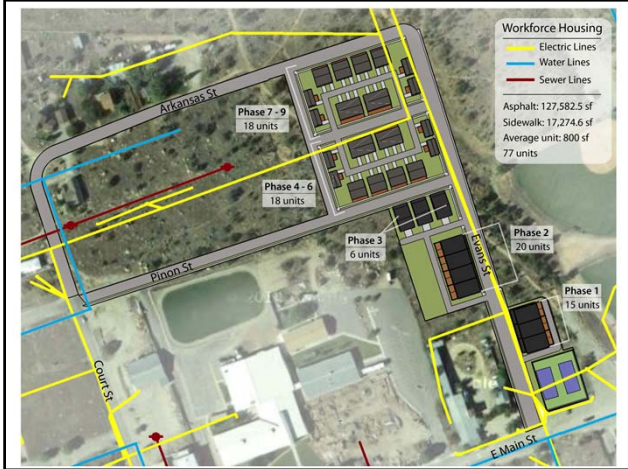 Workforce Housing
Electric Lines
Water Lines
Sewer Lines
Asphalt: 127,582.5 sf
Sidewalk: 17,274.6 sf
Average unit: 800 sf
77 units
Arkansas St
Phase 7 - 9
18 units
Phase 4 - 6
18 units
Phase 3
6 units
Phase 2
20 units
Phase 1
15 units
Pinon St
Evans St
Court St
E Main St